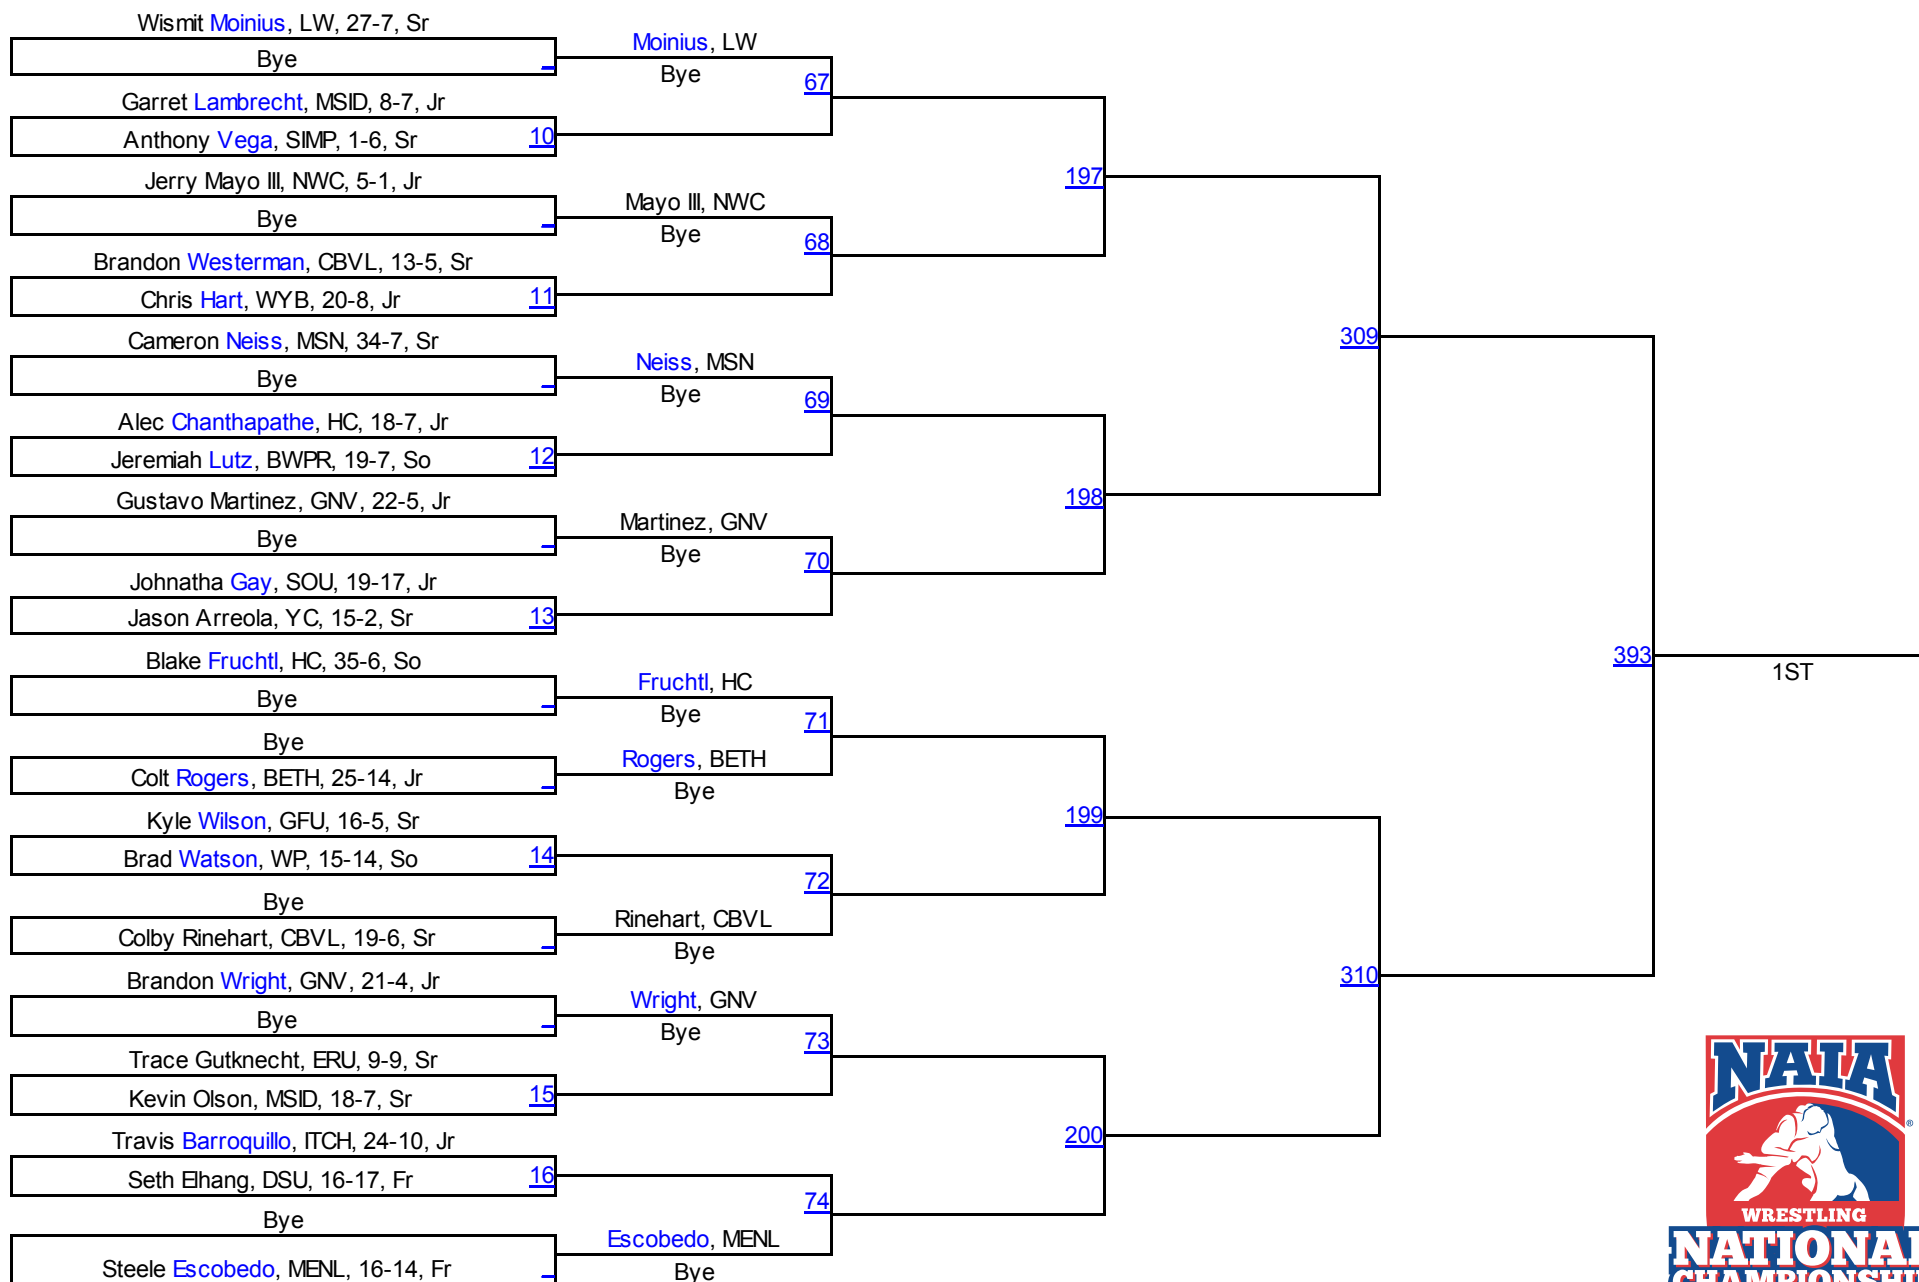 Wismit Moinius, LW, 27-7, Sr
Bye
Garret Lambrecht, MSID, 8-7, Jr
Anthony Vega, SIMP, 1-6, Sr
10
Jerry Mayo III, NWC, 5-1, Jr
Bye
Brandon Westerman, CBVL, 13-5, Sr
Chris Hart, WYB, 20-8, Jr
11
Cameron Neiss, MSN, 34-7, Sr
Bye
Alec Chanthapathe, HC, 18-7, Jr
Jeremiah Lutz, BWPR, 19-7, So
12
Gustavo Martinez, GNV, 22-5, Jr
Bye
Johnatha Gay, SOU, 19-17, Jr
Jason Arreola, YC, 15-2, Sr
13
Blake Fruchtl, HC, 35-6, So
Bye
Bye
Colt Rogers, BETH, 25-14, Jr
Kyle Wilson, GFU, 16-5, Sr
Brad Watson, WP, 15-14, So
14
Bye
Colby Rinehart, CBVL, 19-6, Sr
Brandon Wright, GNV, 21-4, Jr
Bye
Trace Gutknecht, ERU, 9-9, Sr
Kevin Olson, MSID, 18-7, Sr
15
Travis Barroquillo, ITCH, 24-10, Jr
Seth Elhang, DSU, 16-17, Fr
16
Bye
Steele Escobedo, MENL, 16-14, Fr
Moinius, LW
Bye
67
Mayo III, NWC
Bye
68
Neiss, MSN
Bye
69
Martinez, GNV
Bye
70
Fruchtl, HC
Bye
71
Rogers, BETH
Bye
72
Rinehart, CBVL
Bye
Wright, GNV
Bye
73
74
Escobedo, MENL
Bye
197
198
199
200
309
310
393
1ST
NAIA
®
WRESTLING
NATIONAL
CHAMPIONSHIP